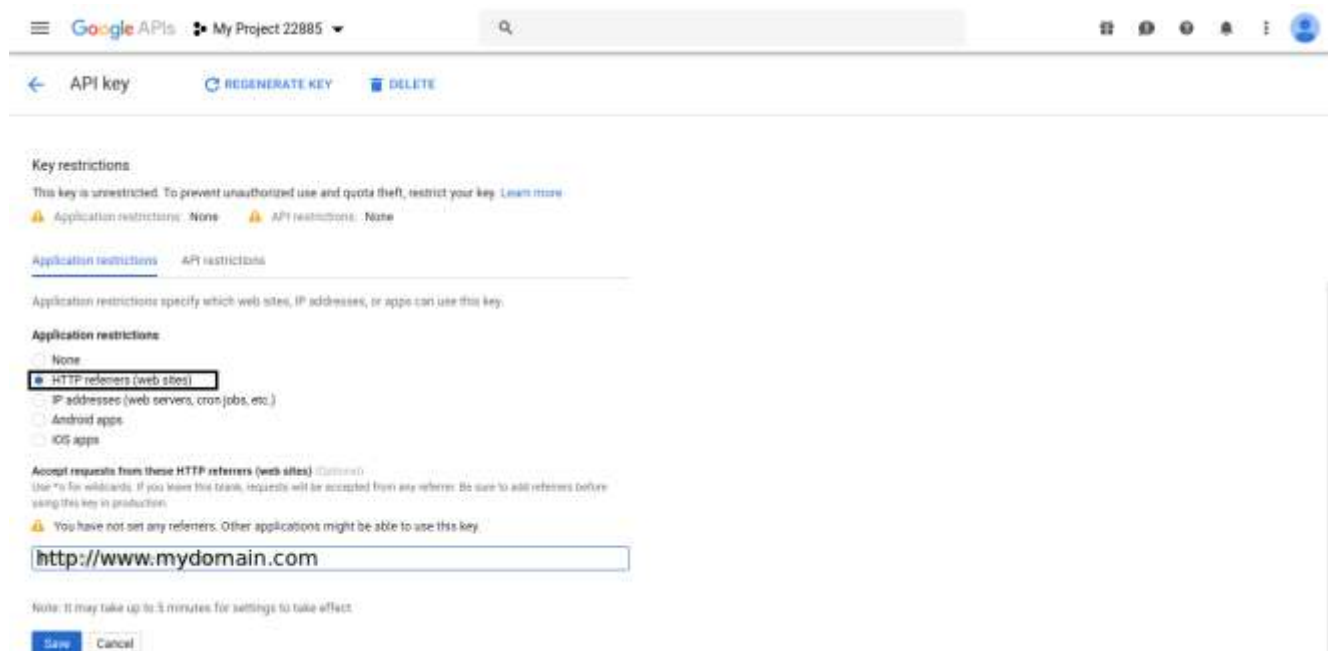 Google APIs My Project 22885
API key REGENERATE KEY DELETE
Key restrictions
This key is unrestricted. To prevent unauthorized use and quota theft, restrict your key. Learn more
Application restrictions: None API restrictions: None
Application restrictions API restrictions
Application restrictions specify which web sites, IP addresses, or apps can use this key.
Application restrictions
None
HTTP referrers (web sites)
IP addresses (web servers, cron jobs, etc.)
Android apps
iOS apps
Accept requests from these HTTP referrers (web sites) (Optional)
Use *'s for wildcards. If you leave this blank, requests will be accepted from any referrer. Be sure to add referrers before
using this key in production.
You have not set any referrers. Other applications might be able to use this key.
http://www.mydomain.com
Note: It may take up to 5 minutes for settings to take effect
Save Cancel